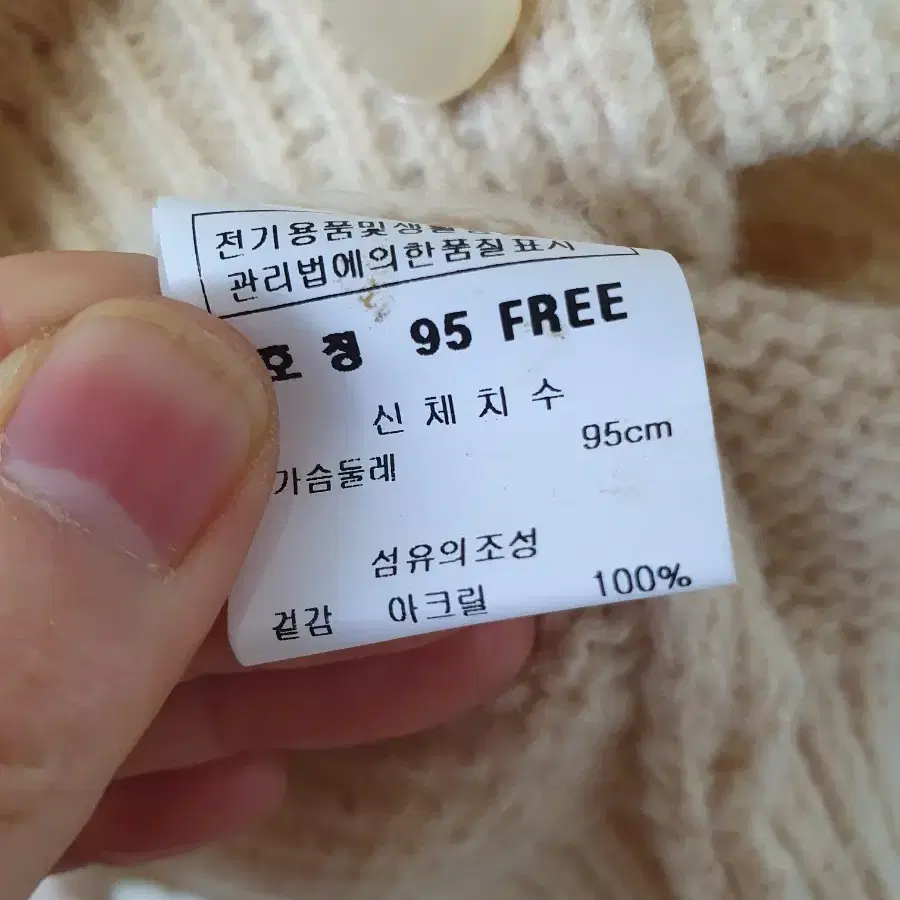 전기용품및생활
관리법에의한품질표시
호칭 95 FREE
신체치수
가슴둘레 95cm
섬유의조성
겉감 아크릴 100%